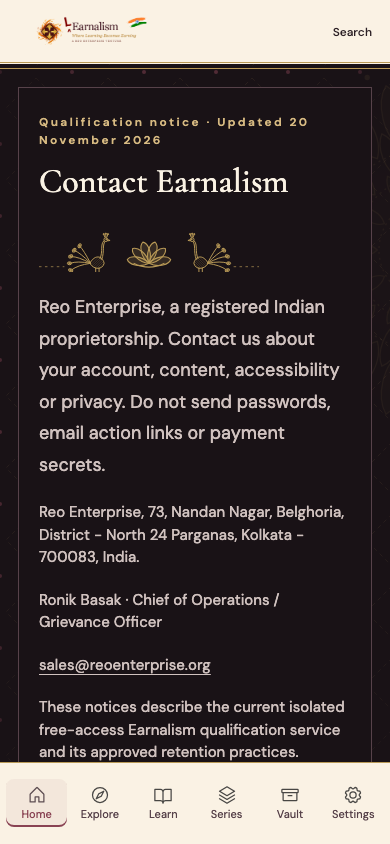 Earnalism
Where Learning Becomes Earning
Search
Qualification notice · Updated 20
November 2026
Contact Earnalism
Reo Enterprise, a registered Indian
proprietorship. Contact us about
your account, content, accessibility
or privacy. Do not send passwords,
email action links or payment
secrets.
Reo Enterprise, 73, Nandan Nagar, Belghoria,
District – North 24 Parganas, Kolkata –
700083, India.
Ronik Basak · Chief of Operations /
Grievance Officer
sales@reoenterprise.org
These notices describe the current isolated
free-access Earnalism qualification service
and its approved retention practices.
Home
Explore
Learn
Series
Vault
Settings